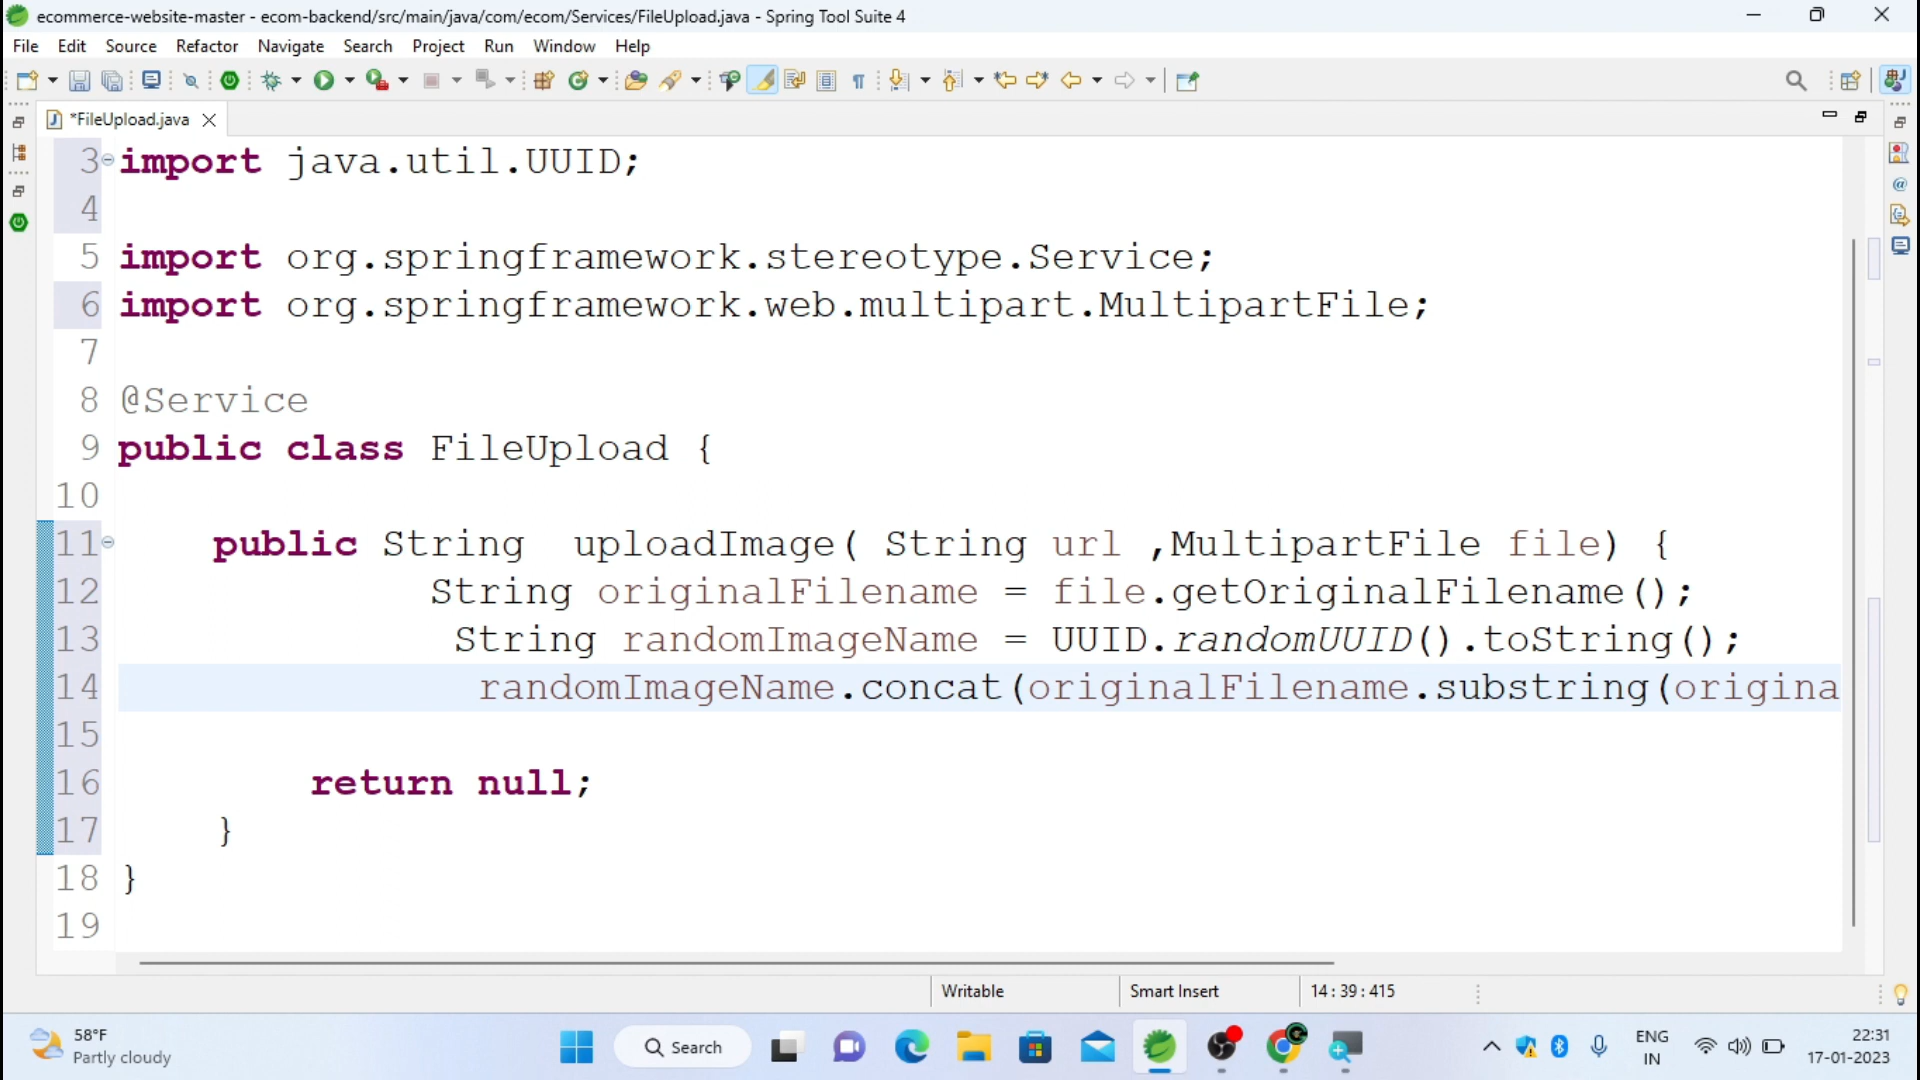 ecommerce-website-master - ecom-backend/src/main/java/com/ecom/Services/FileUpload.java - Spring Tool Suite 4
File Edit Source Refactor Navigate Search Project Run Window Help
*FileUpload.java
3 import java.util.UUID;
4
5 import org.springframework.stereotype.Service;
6 import org.springframework.web.multipart.MultipartFile;
7
8 @Service
9 public class FileUpload {
10
11 public String uploadImage( String url ,MultipartFile file) {
12 String originalFilename = file.getOriginalFilename();
13 String randomImageName = UUID.randomUUID().toString();
14 randomImageName.concat(originalFilename.substring(origina
15
16 return null;
17 }
18 }
19
Writable Smart Insert 14 : 39 : 415
58°F
Partly cloudy
Search
ENG
IN
22:31
17-01-2023